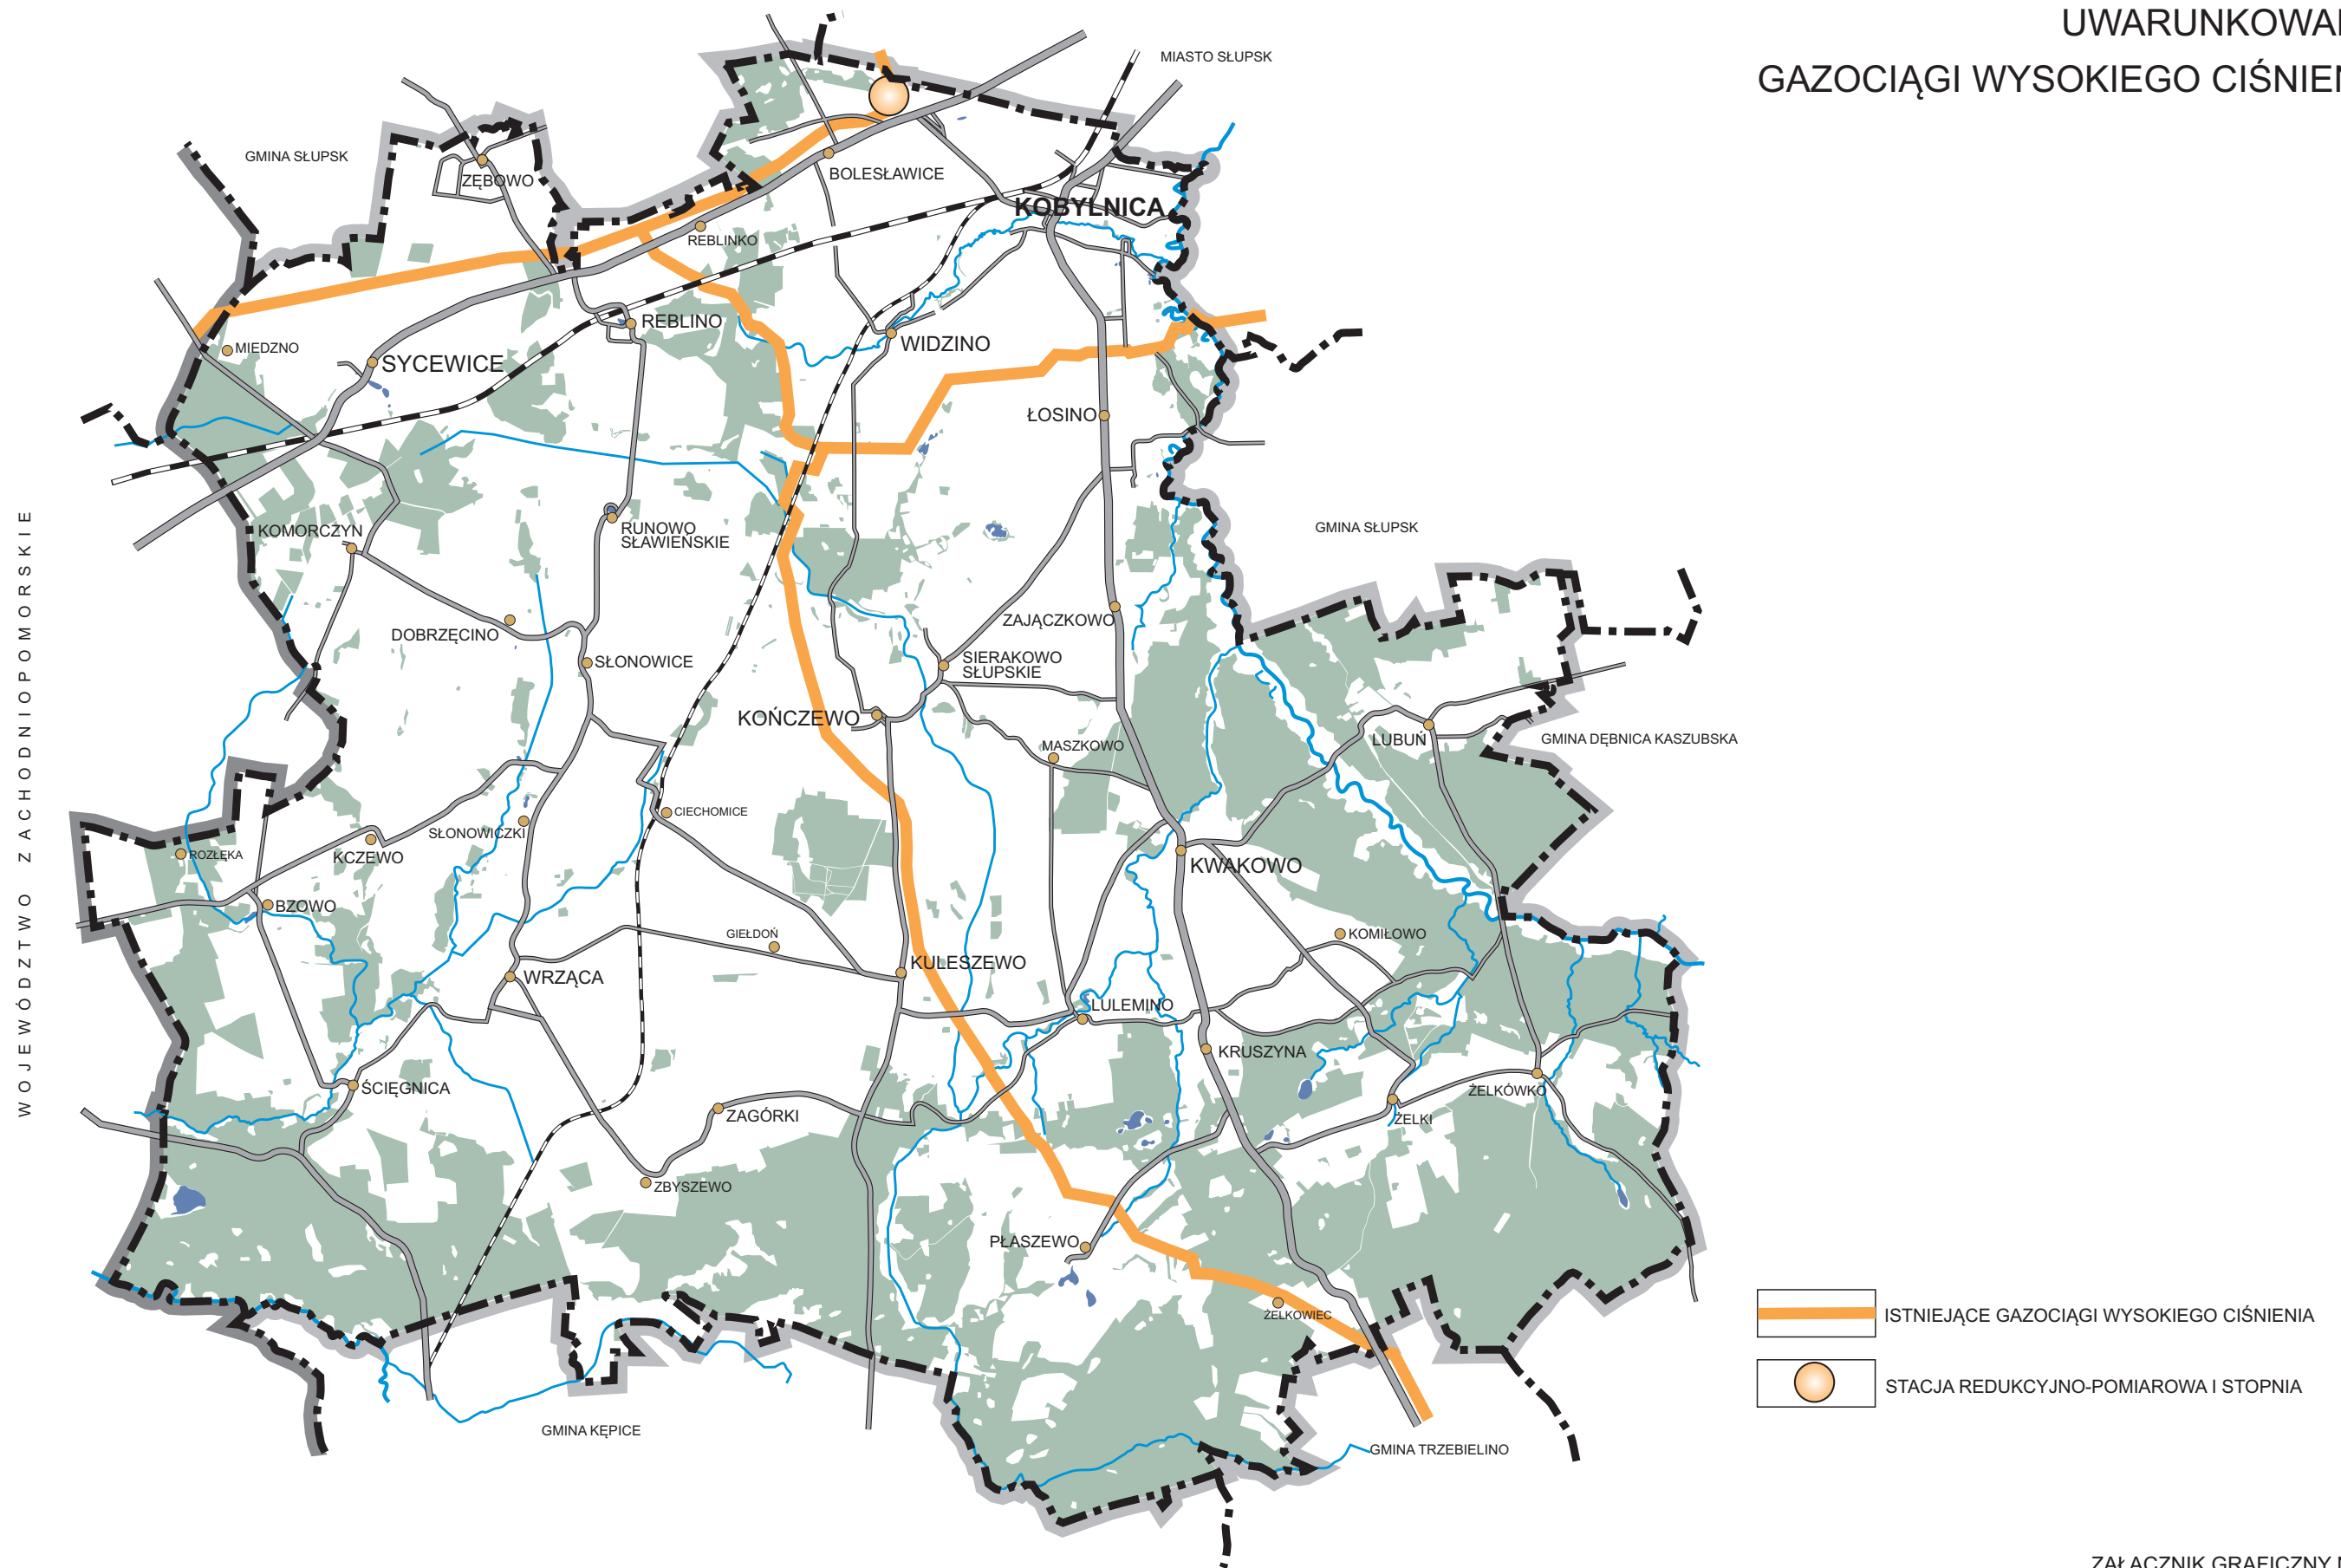 UWARUNKOWA
GAZOCIĄGI WYSOKIEGO CIŚNIE
MIASTO SŁUPSK
GMINA SŁUPSK
ZĘBOWO
BOLESŁAWICE
KOBYLNICA
REBLINKO
REBLINO
WIDZINO
MIEDZNO
SYCEWICE
ŁOSINO
KOMORCZYN
RUNOWO
SŁAWIEŃSKIE
GMINA SŁUPSK
WOJEWÓDZTWO ZACHODNIOPOMORSKIE
DOBRZĘCINO
ZAJĄCZKOWO
SŁONOWICE
SIERAKOWO
SŁUPSKIE
KOŃCZEWO
MASZKOWO
LUBUŃ
GMINA DĘBNICA KASZUBSKA
CIECHOMICE
SŁONOWICZKI
ROZŁĘKA
KCZEWO
KWAKOWO
BZOWO
GIEŁDOŃ
KOMIŁOWO
KULESZEWO
WRZĄCA
LULEMINO
KRUSZYNA
ŚCIĘGNICA
ŻELKÓWKO
ZAGÓRKI
ŻELKI
ZBYSZEWO
PŁASZEWO
ŻELKOWIEC
ISTNIEJĄCE GAZOCIĄGI WYSOKIEGO CIŚNIENIA
STACJA REDUKCYJNO-POMIAROWA I STOPNIA
GMINA KĘPICE
GMINA TRZEBIELINO
ZAŁĄCZNIK GRAFICZNY